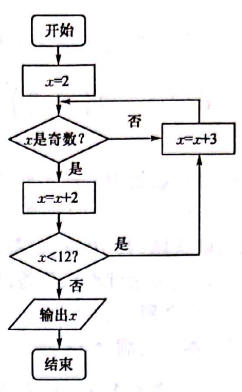 开始
x=2
x是奇数?
否
x=x+3
是
x=x+2
x<12?
是
否
输出x
结束